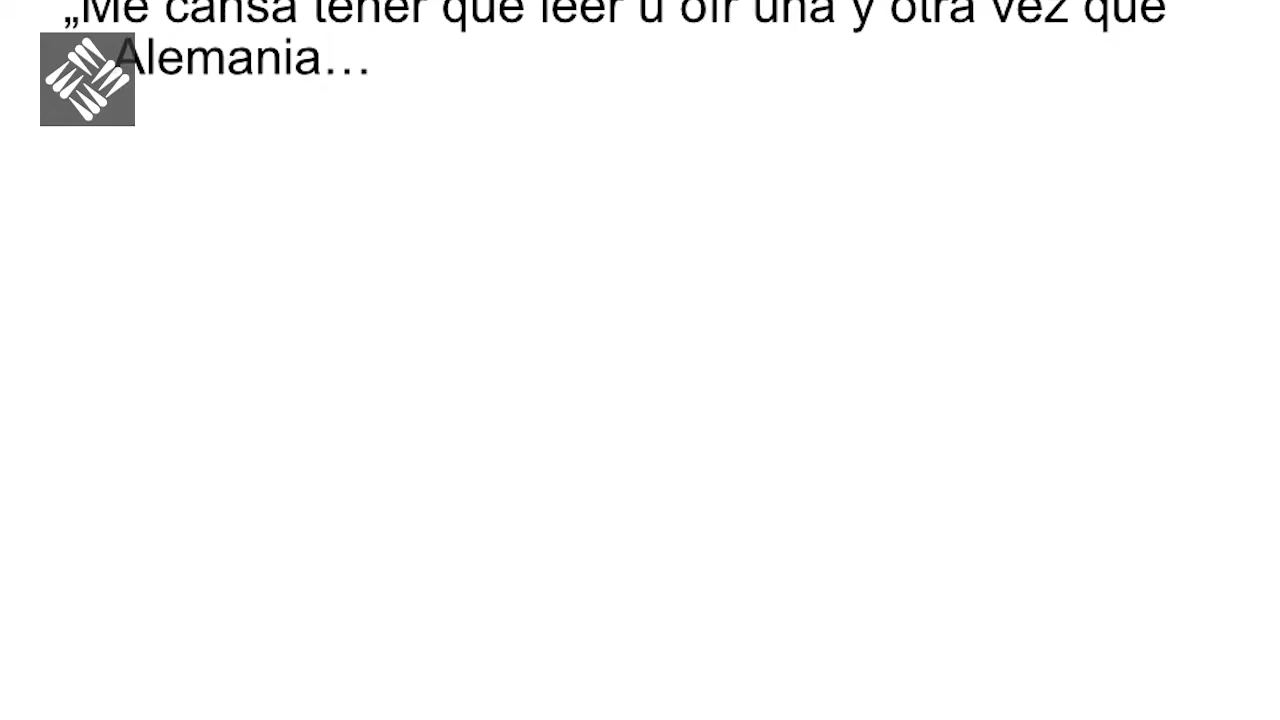 „Me cansa tener que leer u oír una y otra vez que
Alemania…